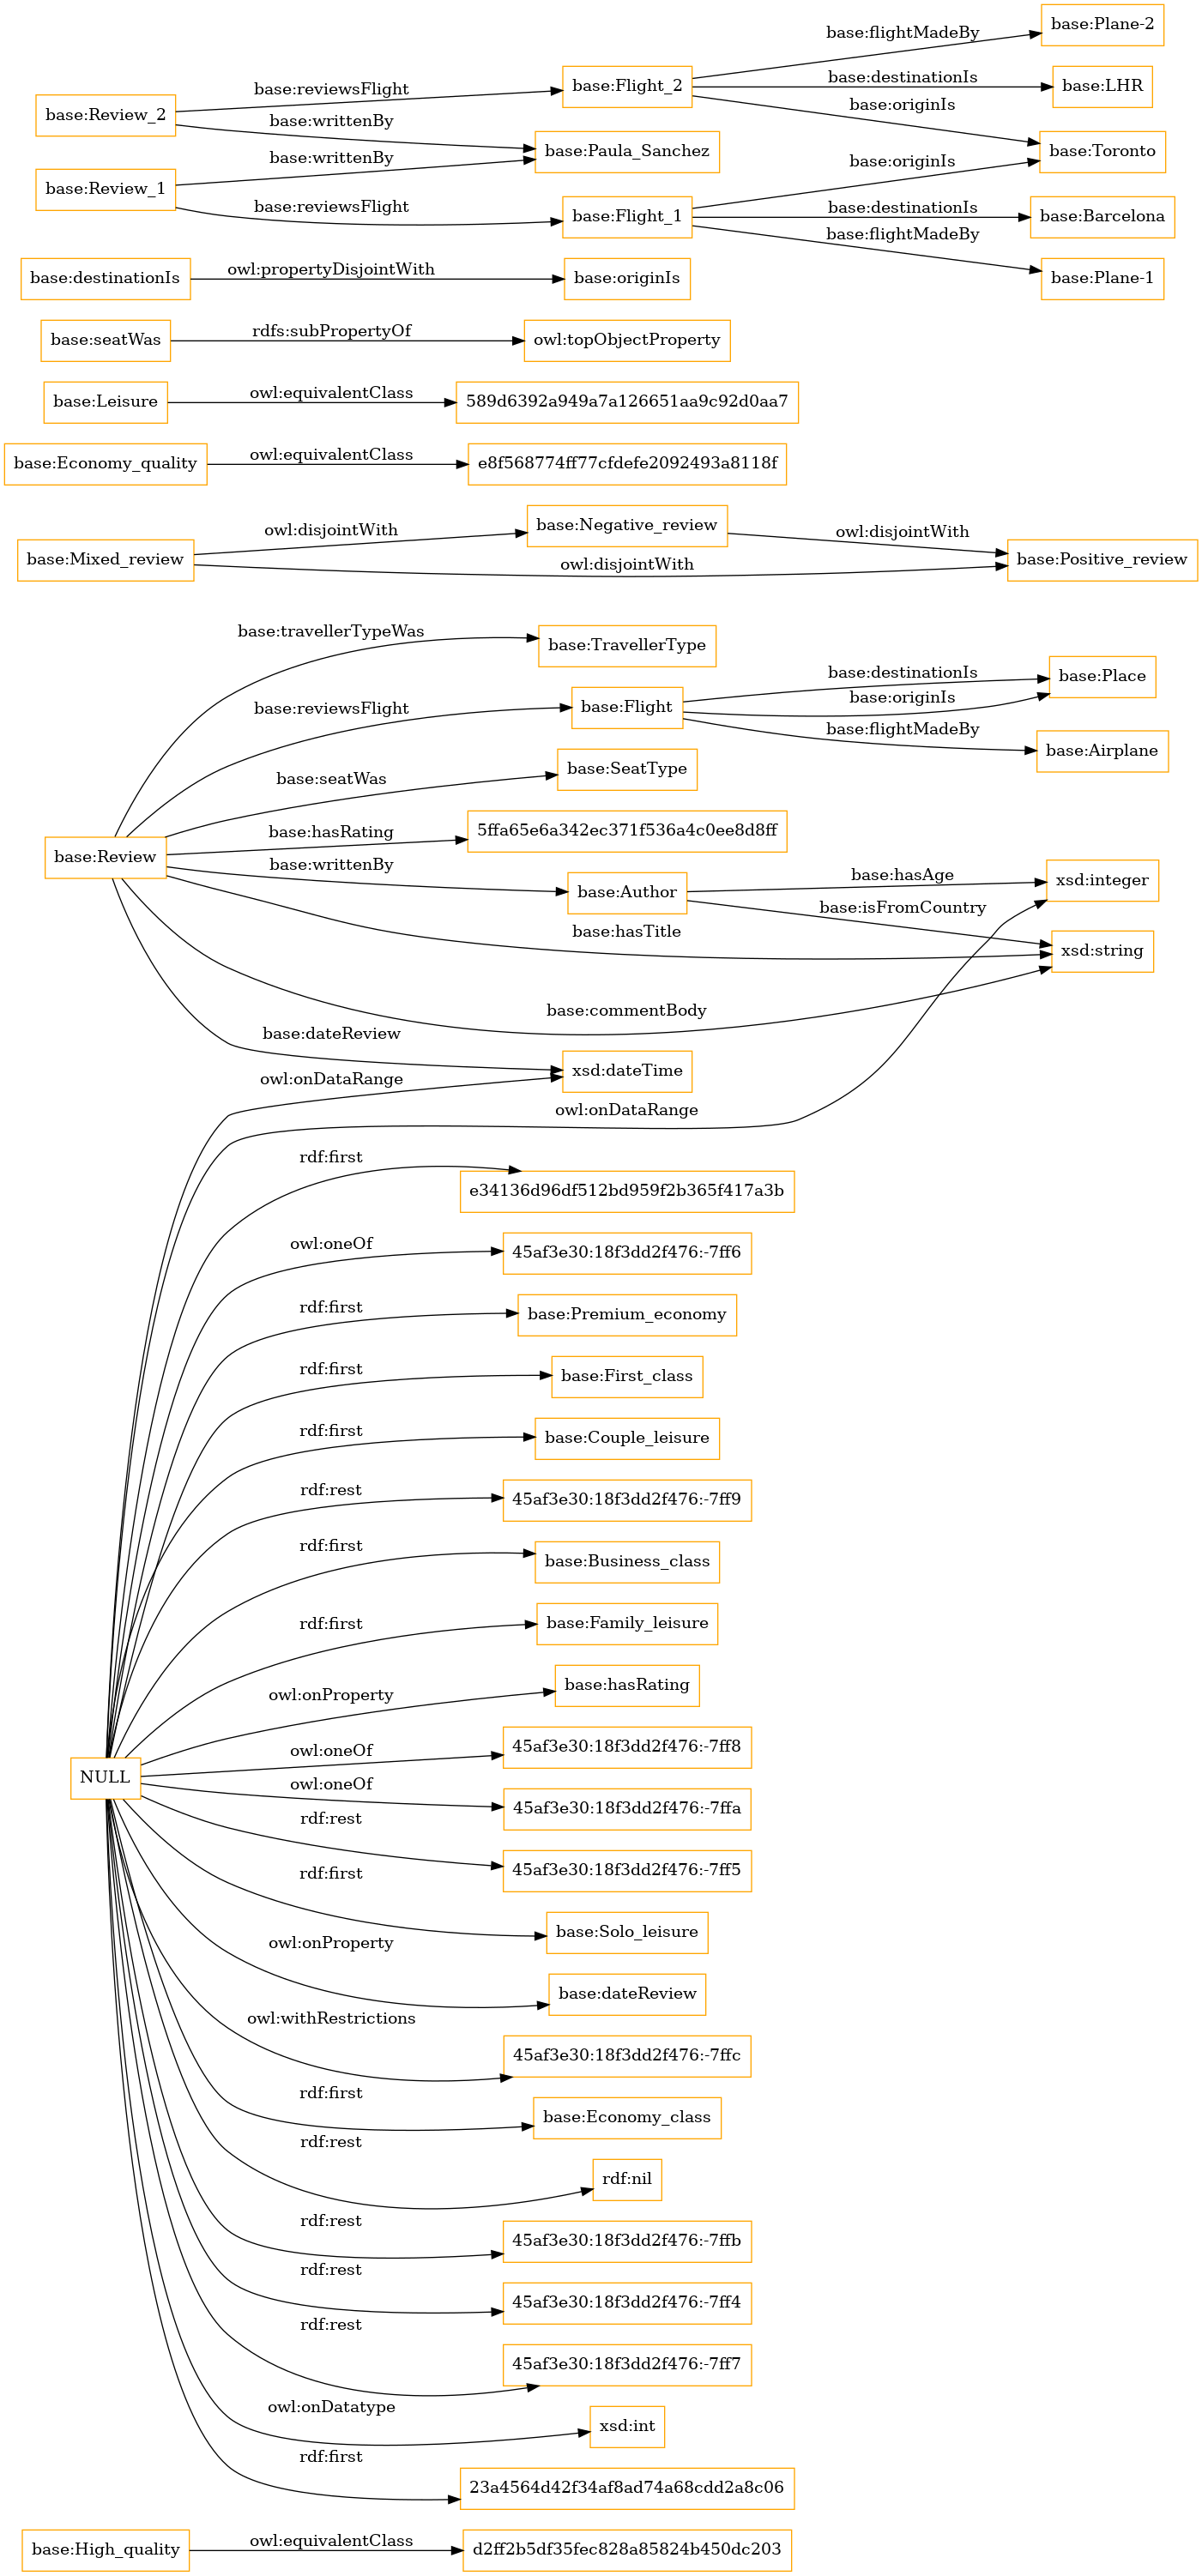 base:flightMadeBy
base:Plane-2
base:reviewsFlight
base:Flight_2
base:destinationIs
base:LHR
base:Review_2
base:originIs
base:writtenBy
base:Paula_Sanchez
base:Toronto
base:writtenBy
base:originIs
base:Review_1
base:reviewsFlight
base:Flight_1
base:destinationIs
base:Barcelona
base:flightMadeBy
base:Plane-1
base:destinationIs
owl:propertyDisjointWith
base:originIs
base:seatWas
rdfs:subPropertyOf
owl:topObjectProperty
base:Leisure
owl:equivalentClass
589d6392a949a7a126651aa9c92d0aa7
base:Economy_quality
owl:equivalentClass
e8f568774ff77cfdefe2092493a8118f
base:Mixed_review
owl:disjointWith
base:Negative_review
owl:disjointWith
owl:disjointWith
base:Positive_review
base:travellerTypeWas
base:TravellerType
base:reviewsFlight
base:Flight
base:destinationIs
base:Place
base:originIs
base:flightMadeBy
base:Airplane
base:seatWas
base:SeatType
base:hasRating
5ffa65e6a342ec371f536a4c0ee8d8ff
base:Review
base:writtenBy
base:Author
base:hasAge
xsd:integer
base:isFromCountry
base:hasTitle
xsd:string
base:commentBody
base:dateReview
xsd:dateTime
owl:onDataRange
owl:onDataRange
rdf:first
e34136d96df512bd959f2b365f417a3b
owl:oneOf
45af3e30:18f3dd2f476:-7ff6
rdf:first
base:Premium_economy
rdf:first
base:First_class
rdf:first
base:Couple_leisure
rdf:rest
45af3e30:18f3dd2f476:-7ff9
rdf:first
base:Business_class
rdf:first
base:Family_leisure
owl:onProperty
base:hasRating
NULL
owl:oneOf
45af3e30:18f3dd2f476:-7ff8
owl:oneOf
45af3e30:18f3dd2f476:-7ffa
rdf:rest
45af3e30:18f3dd2f476:-7ff5
rdf:first
base:Solo_leisure
owl:onProperty
base:dateReview
owl:withRestrictions
45af3e30:18f3dd2f476:-7ffc
rdf:first
base:Economy_class
rdf:rest
rdf:nil
rdf:rest
45af3e30:18f3dd2f476:-7ffb
rdf:rest
45af3e30:18f3dd2f476:-7ff4
rdf:rest
45af3e30:18f3dd2f476:-7ff7
owl:onDatatype
xsd:int
rdf:first
23a4564d42f34af8ad74a68cdd2a8c06
base:High_quality
owl:equivalentClass
d2ff2b5df35fec828a85824b450dc203